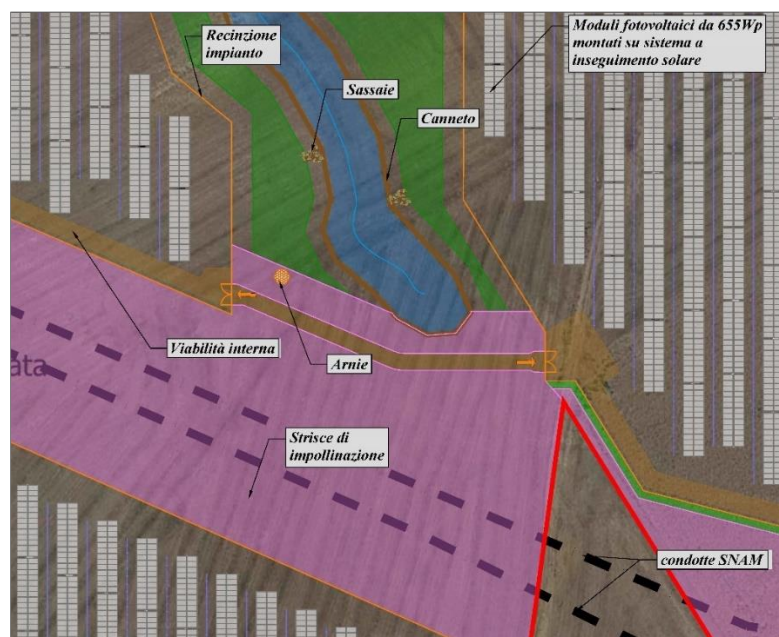 Recinzione
impianto
Moduli fotovoltaici da 655Wp
montati su sistema a
inseguimento solare
Sassaie
Canneto
Viabilità interna
ata
Arnie
Strisce di
impollinazione
condotte SNAM